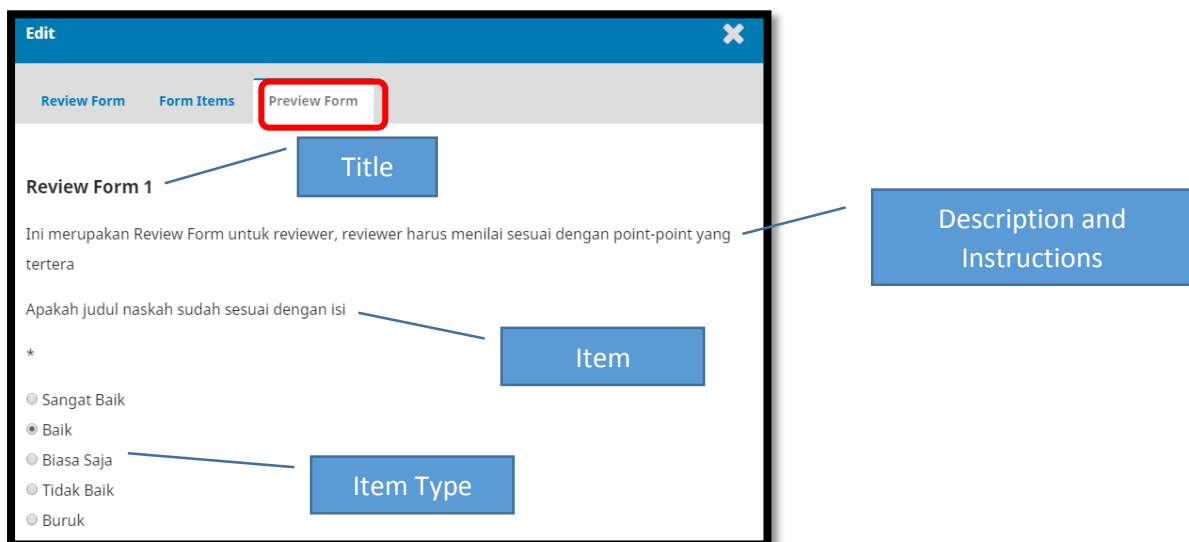 Edit
Review Form Form Items Preview Form
Title
Review Form 1
Ini merupakan Review Form untuk reviewer, reviewer harus menilai sesuai dengan point-point yang
tertera
Description and
Instructions
Apakah judul naskah sudah sesuai dengan isi
Item
*
Sangat Baik
Baik
Biasa Saja
Item Type
Tidak Baik
Buruk